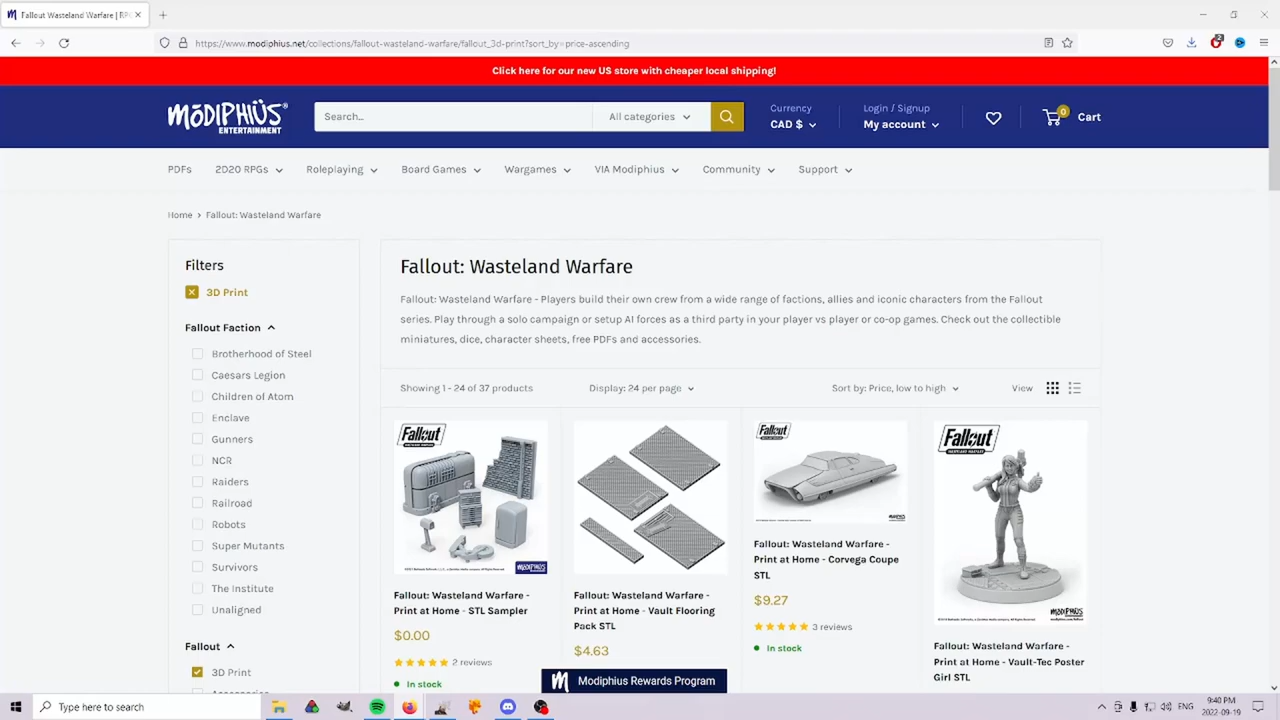 Fallout Wasteland Warfare | RPG
https://www.modiphius.net/collections/fallout-wasteland-warfare/fallout_3d-print?sort_by=price-ascending
2
Click here for our new US store with cheaper local shipping!
MōDIPHIÜS
ENTERTAINMENT
Search...
All categories
Currency
CAD $
Login / Signup
My account
0
Cart
PDFs
2D20 RPGs
Roleplaying
Board Games
Wargames
VIA Modiphius
Community
Support
Home > Fallout: Wasteland Warfare
Filters
3D Print
Fallout Faction
Brotherhood of Steel
Caesars Legion
Children of Atom
Enclave
Gunners
NCR
Raiders
Railroad
Robots
Super Mutants
Survivors
The Institute
Unaligned
Fallout
3D Print
Fallout: Wasteland Warfare
Fallout: Wasteland Warfare - Players build their own crew from a wide range of factions, allies and iconic characters from the Fallout
series. Play through a solo campaign or setup AI forces as a third party in your player vs player or co-op games. Check out the collectible
miniatures, dice, character sheets, free PDFs and accessories.
Showing 1 - 24 of 37 products
Display: 24 per page
Sort by: Price, low to high
View
Fallout
MODIPHIUS
Fallout: Wasteland Warfare -
Print at Home - STL Sampler
$0.00
2 reviews
In stock
Fallout: Wasteland Warfare -
Print at Home - Vault Flooring
Pack STL
$4.63
Fallout
Fallout: Wasteland Warfare -
Print at Home - Corvega Coupe
STL
$9.27
3 reviews
In stock
Fallout
Fallout: Wasteland Warfare -
Print at Home - Vault-Tec Poster
Girl STL
Modiphius Rewards Program
Type here to search
ENG
9:40 PM
2022-09-19